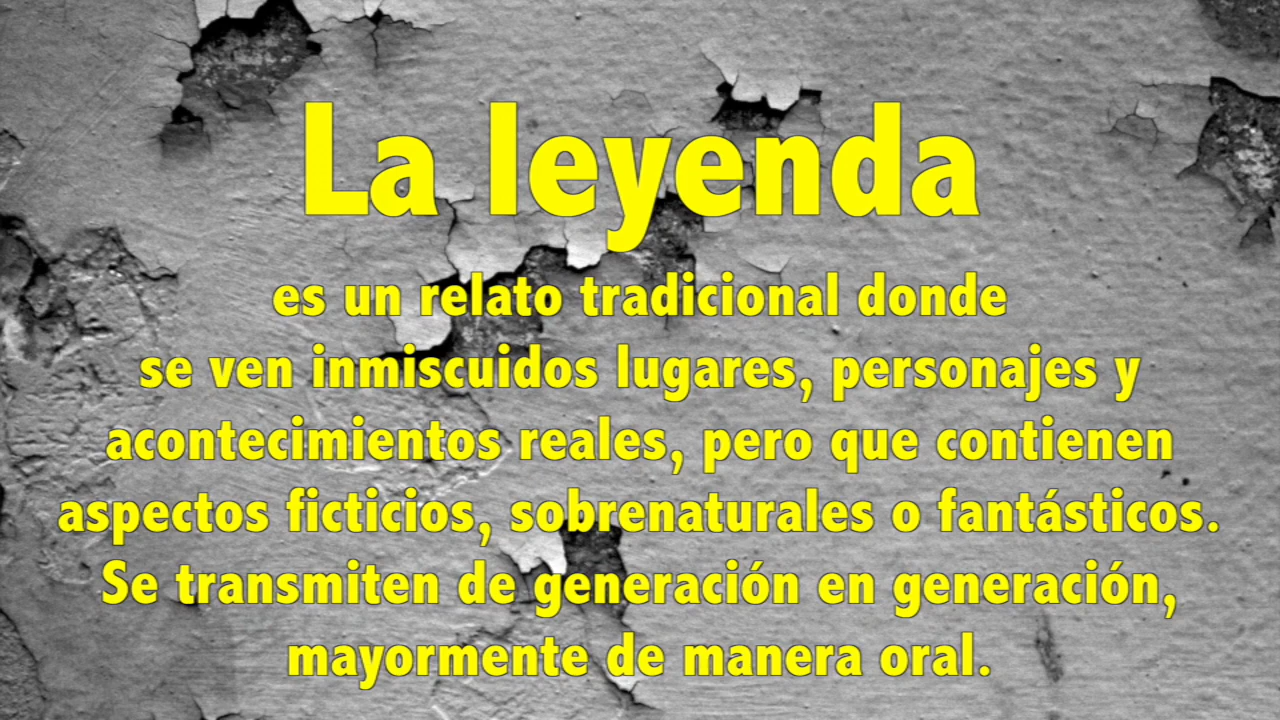 La leyenda
es un relato tradicional donde
se ven inmiscuidos lugares, personajes y
acontecimientos reales, pero que contienen
aspectos ficticios, sobrenaturales o fantásticos.
Se transmiten de generación en generación,
mayormente de manera oral.